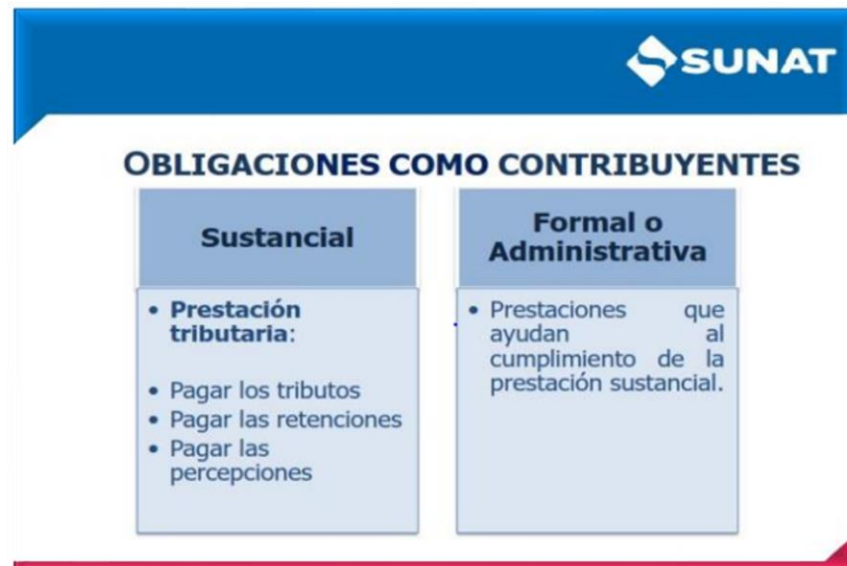 SUNAT
OBLIGACIONES COMO CONTRIBUYENTES
Sustancial
• Prestación
tributaria:
• Pagar los tributos
• Pagar las retenciones
• Pagar las
percepciones
Formal o
Administrativa
• Prestaciones que
ayudan al
cumplimiento de la
prestación sustancial.